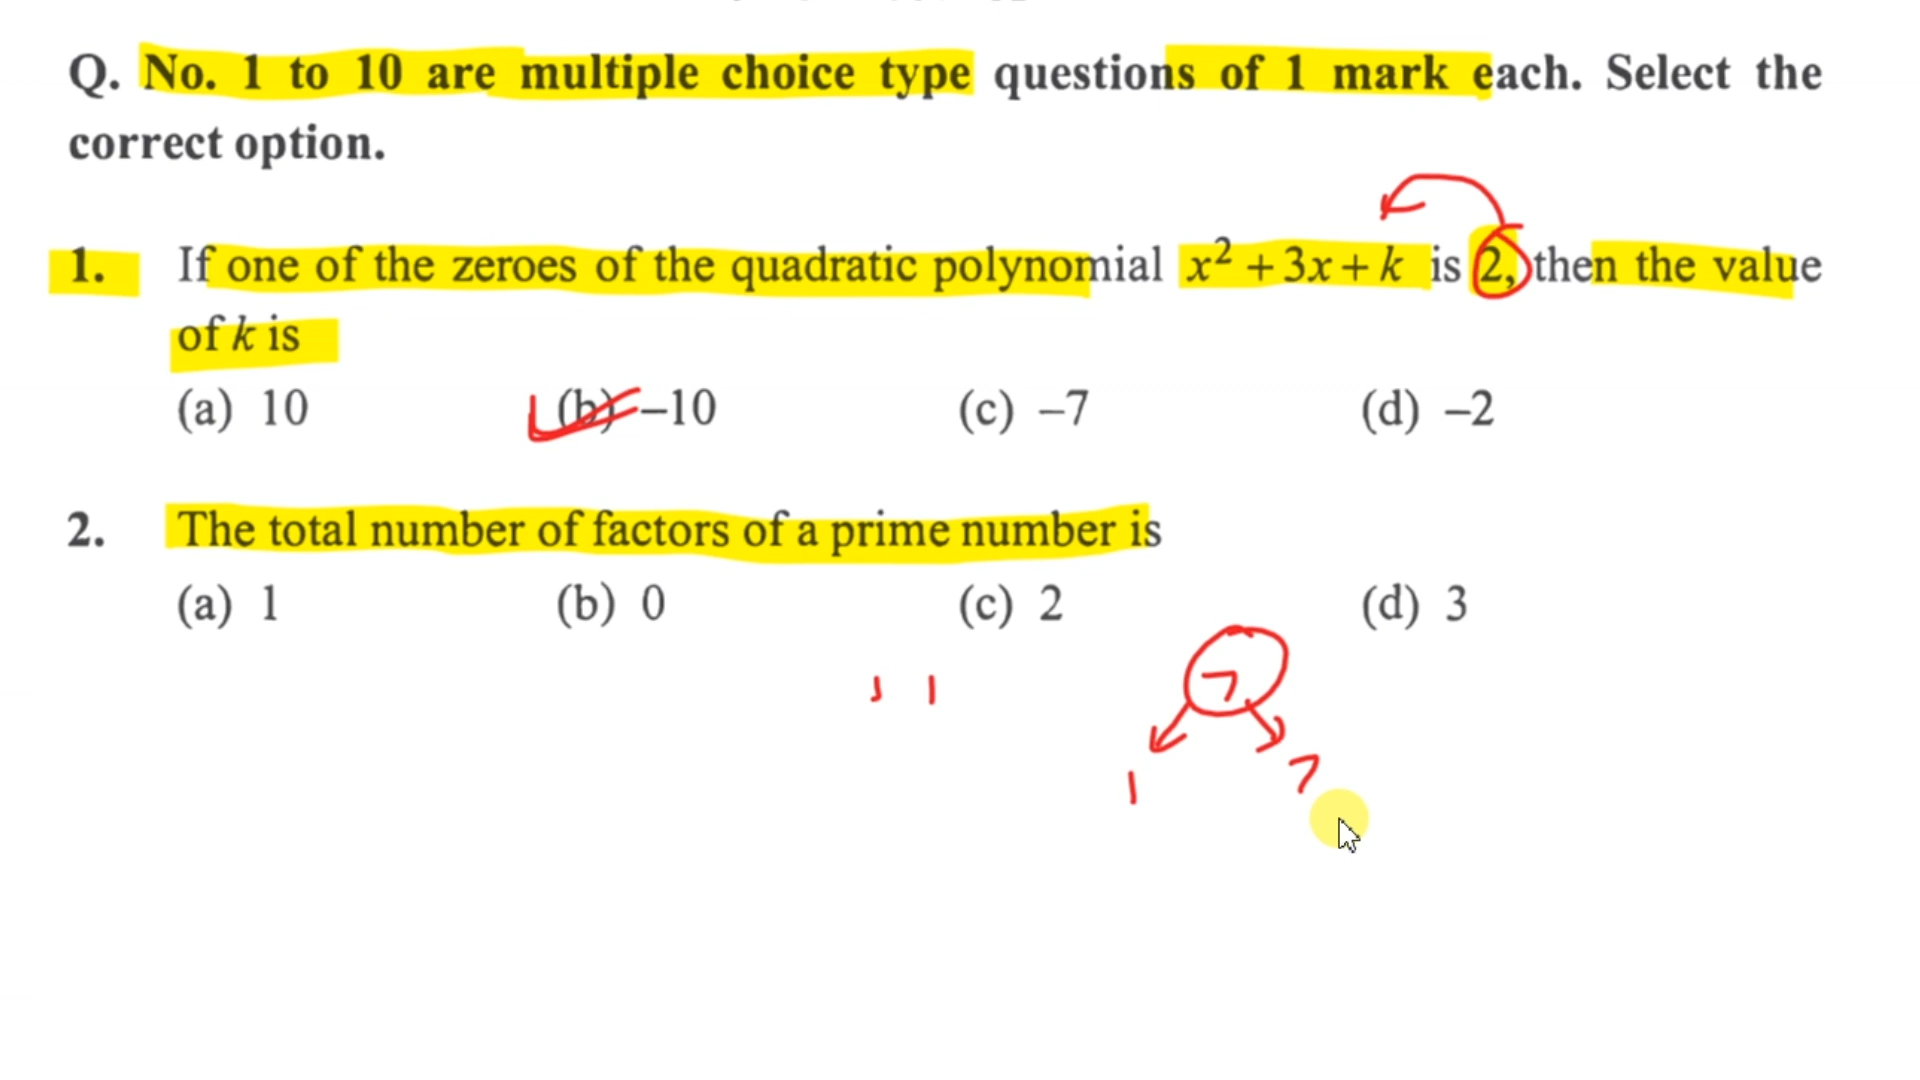 Q. No. 1 to 10 are multiple choice type questions of 1 mark each. Select the
correct option.
1. If one of the zeroes of the quadratic polynomial x² + 3x + k is 2, then the value
of k is
(a) 10 (b) –10 (c) –7 (d) –2
2. The total number of factors of a prime number is
(a) 1 (b) 0 (c) 2 (d) 3
7
1 7